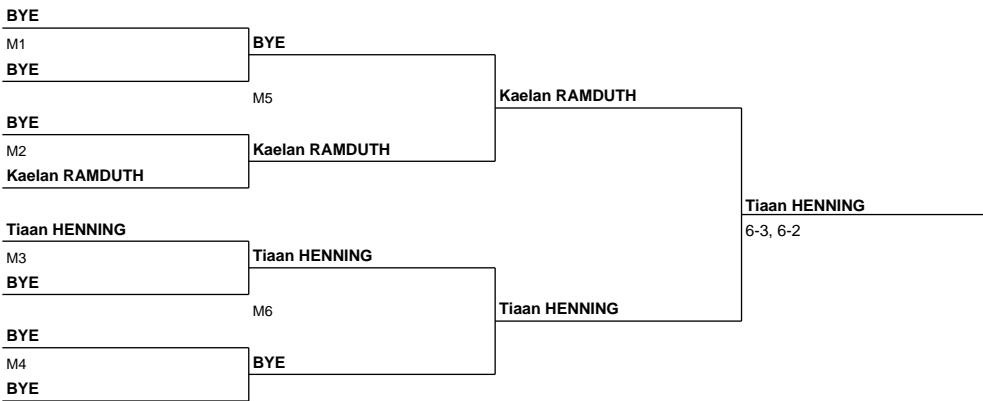 BYE
M1
BYE
BYE
M5
Kaelan RAMDUTH
BYE
M2
Kaelan RAMDUTH
Kaelan RAMDUTH
Tiaan HENNING
6-3, 6-2
Tiaan HENNING
M3
Tiaan HENNING
BYE
M6
Tiaan HENNING
BYE
M4
BYE
BYE